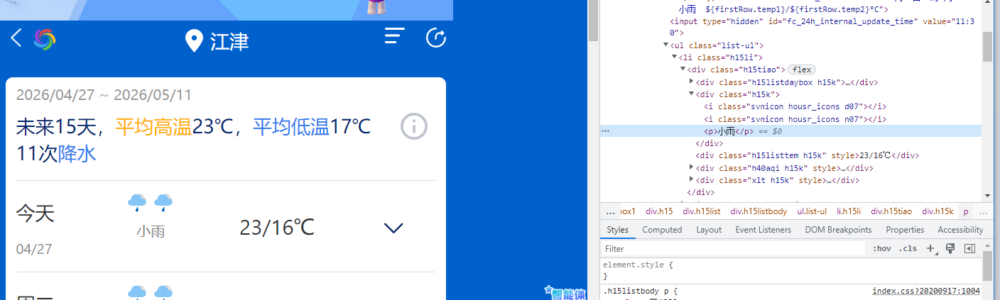 江津
2026/04/27 ~ 2026/05/11
未来15天，平均高温23℃，平均低温17℃
11次降水
今天
小雨
23/16℃
04/27
智能体
小雨 ${firstRow.temp1}/${firstRow.temp2}°C">
<input type="hidden" id="fc_24h_internal_update_time" value="11:3
0">
<ul class="list-ul">
<li class="h15li">
<div class="h15tiao"> flex
<div class="h15listdaybox h15k">…</div>
<div class="h15k">
<i class="svnicon housr_icons d07"></i>
<i class="svnicon housr_icons n07"></i>
<p>小雨</p> == $0
</div>
<div class="h15listtem h15k" style>23/16℃</div>
<div class="h40aqi h15k" style>…</div>
<div class="xlt h15k" style>…</div>
</div>
… box1 div.h15 div.h15list div.h15listbody ul.list-ul li.h15li div.h15tiao div.h15k p …
Styles Computed Layout Event Listeners DOM Breakpoints Properties Accessibility
Filter :hov .cls
element.style {
}
.h15listbody p { index.css?20200917:1004